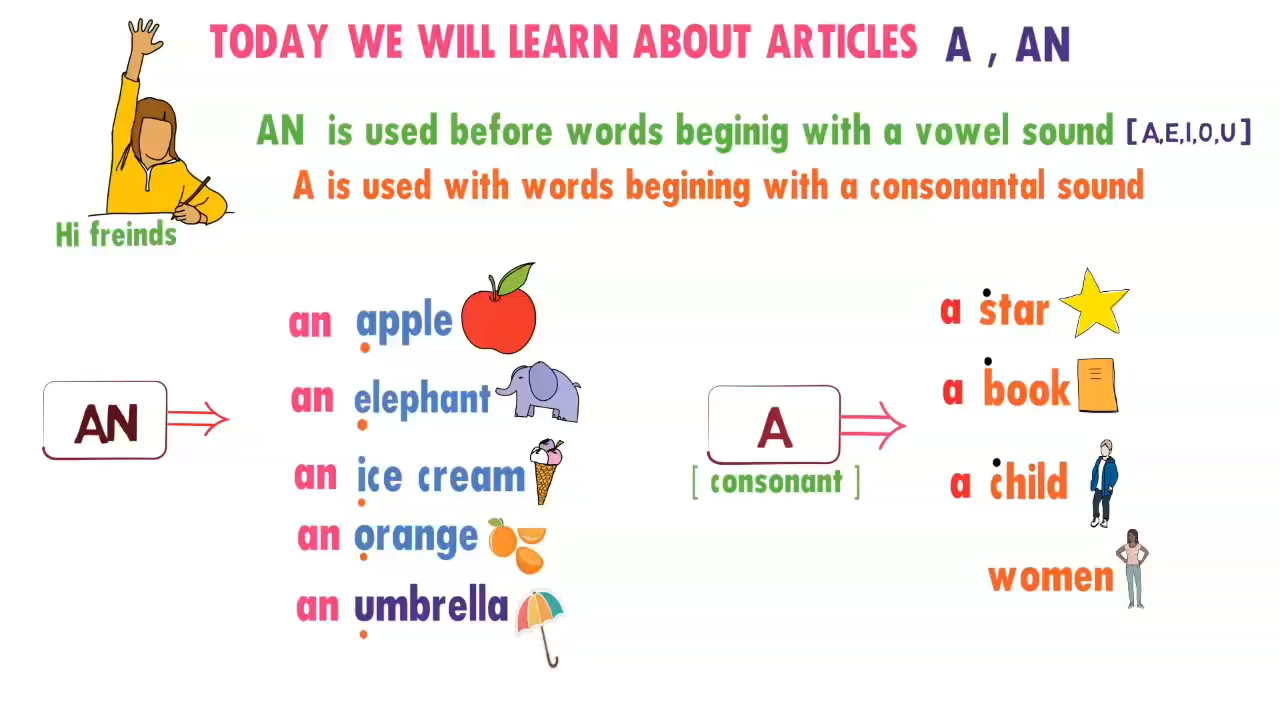 TODAY WE WILL LEARN ABOUT ARTICLES A , AN
AN is used before words beginig with a vowel sound [A,E,I,O,U]
A is used with words begining with a consonantal sound
Hi freinds
AN
an apple
an elephant
an ice cream
an orange
an umbrella
A
[ consonant ]
a star
a book
a child
women